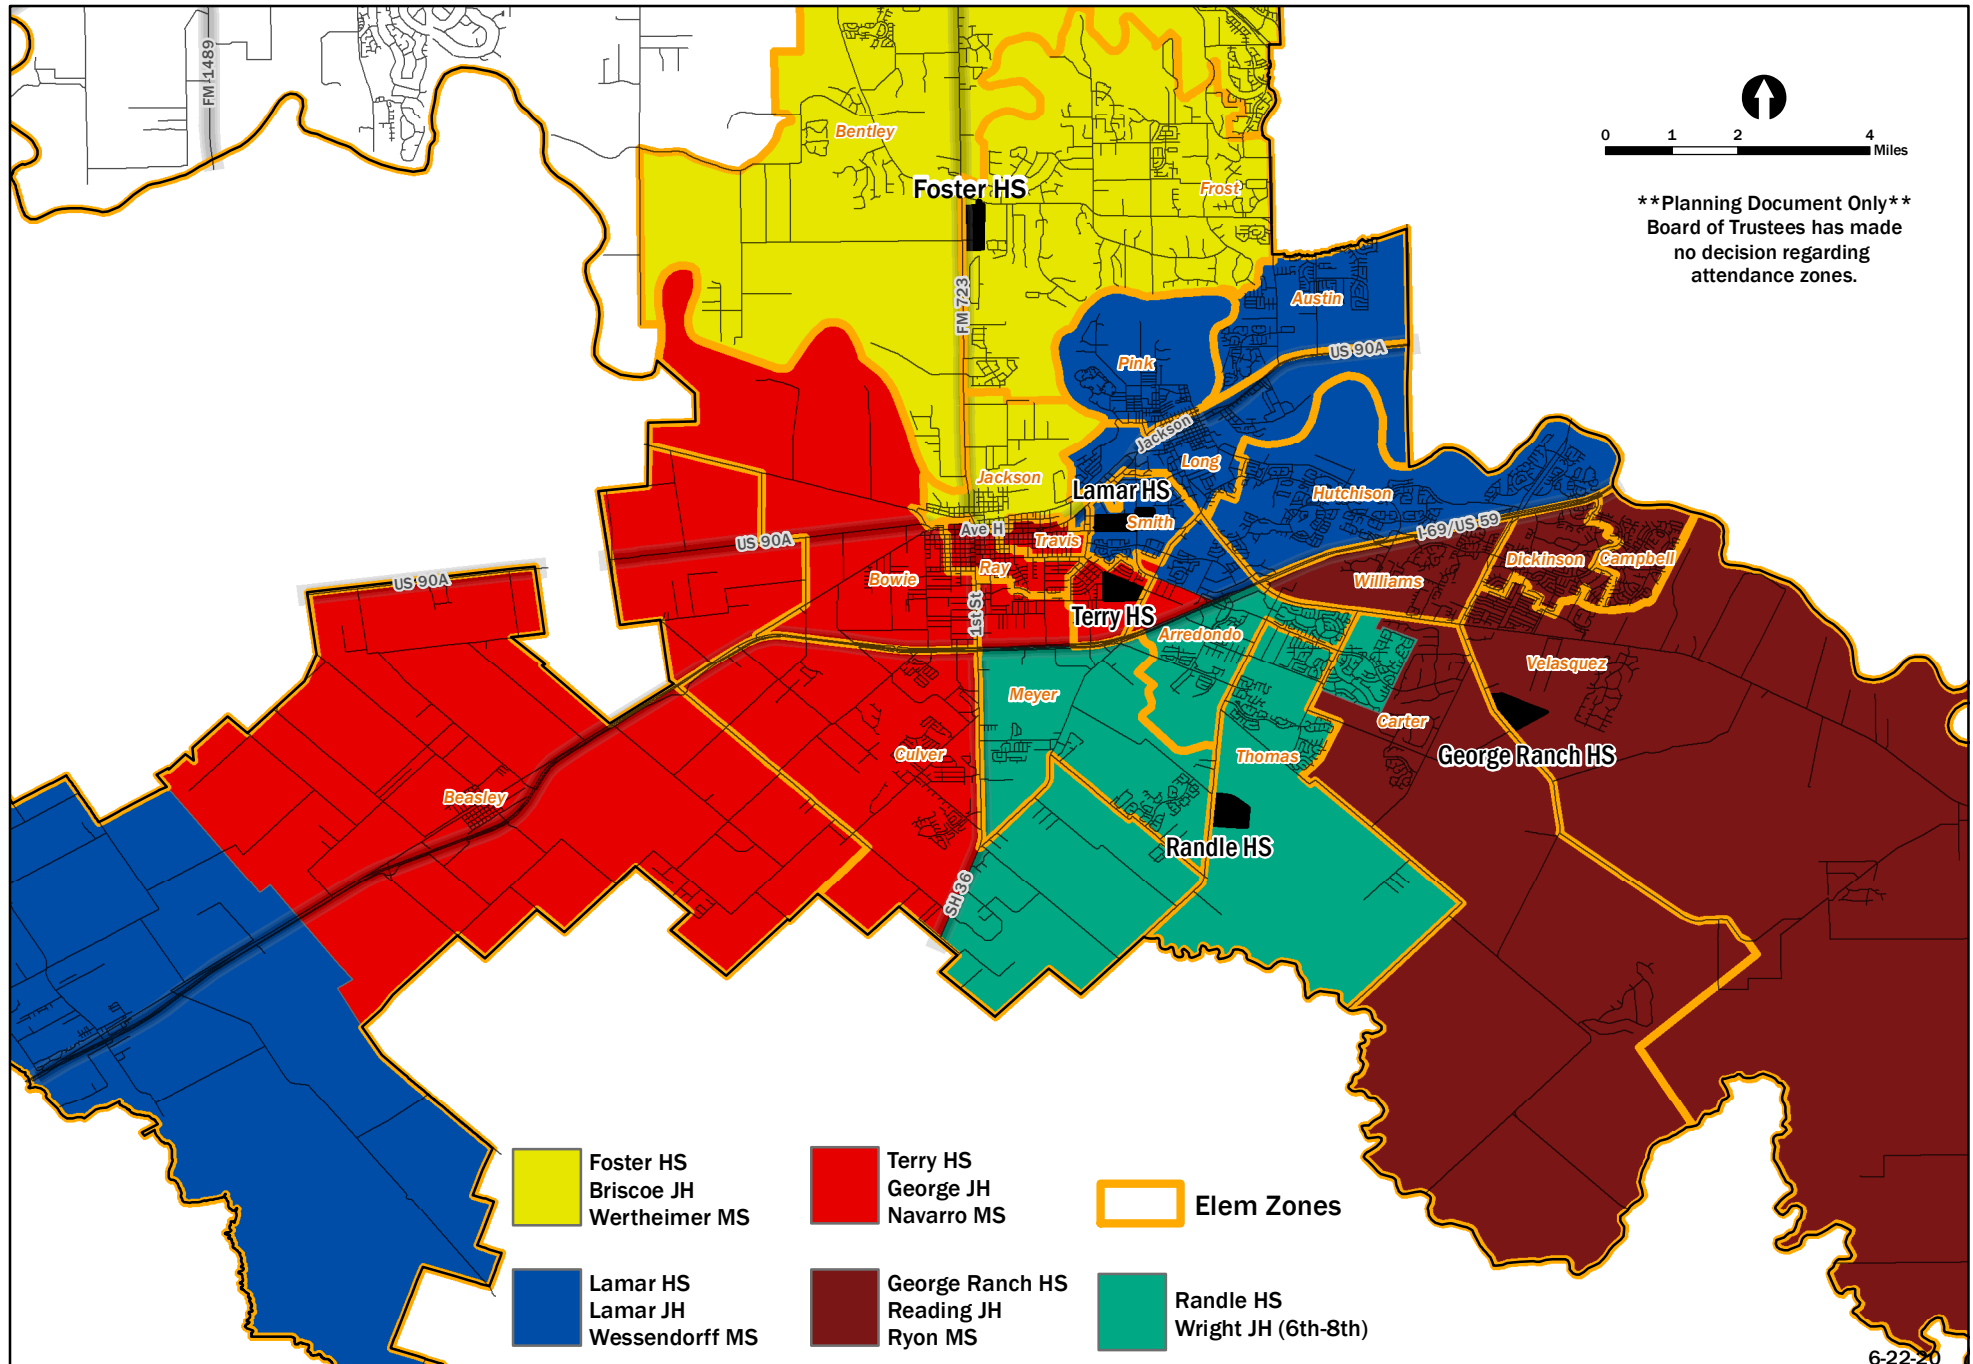 FM 1489
0 1 2 4
Miles
**Planning Document Only**
Board of Trustees has made
no decision regarding
attendance zones.
Bentley
Foster HS
Frost
FM 723
Austin
US 90A
Pink
Jackson
Long
Jackson
Lamar HS
Hutchison
Smith
I-69/US 59
Ave H
Travis
US 90A
Ray
Bowie
US 90A
Williams
Dickinson
Campbell
1st St
Terry HS
Arredondo
Velasquez
Meyer
Carter
Culver
Thomas
George Ranch HS
Beasley
Randle HS
SH 36
Foster HS
Briscoe JH
Wertheimer MS
Terry HS
George JH
Navarro MS
Elem Zones
Lamar HS
Lamar JH
Wessendorff MS
George Ranch HS
Reading JH
Ryon MS
Randle HS
Wright JH (6th-8th)
6-22-20